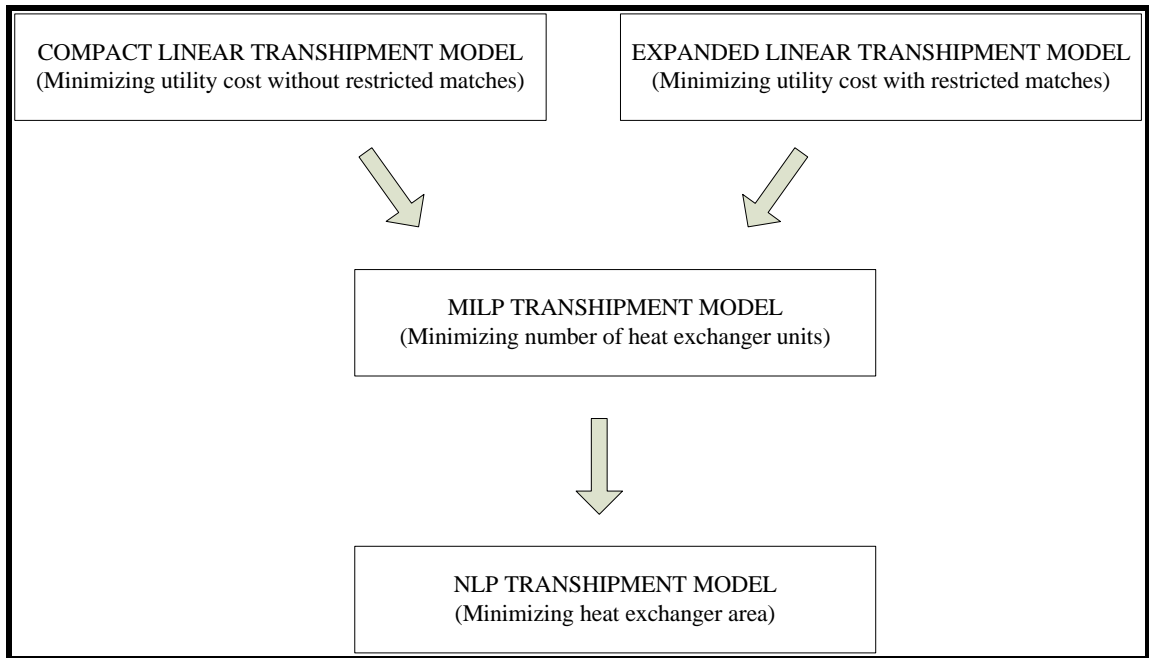 COMPACT LINEAR TRANSHIPMENT MODEL
(Minimizing utility cost without restricted matches)
EXPANDED LINEAR TRANSHIPMENT MODEL
(Minimizing utility cost with restricted matches)
MILP TRANSHIPMENT MODEL
(Minimizing number of heat exchanger units)
NLP TRANSHIPMENT MODEL
(Minimizing heat exchanger area)